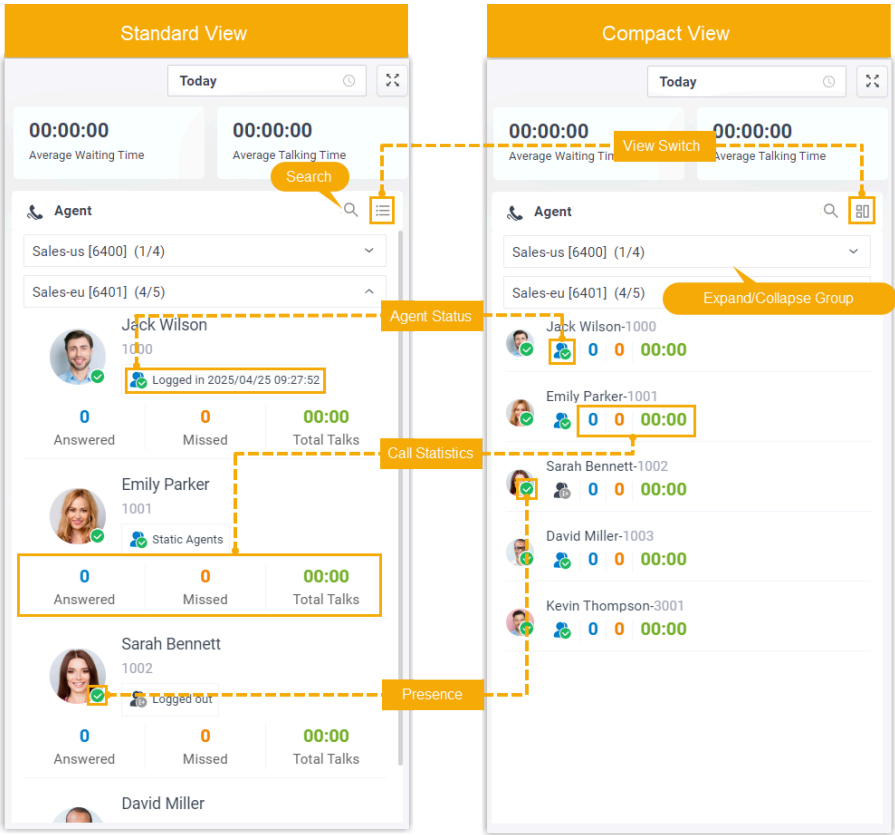 Standard View
Today
00:00:00
Average Waiting Time
00:00:00
Average Talking Time
Search
Agent
Sales-us [6400] (1/4)
Sales-eu [6401] (4/5)
Jack Wilson
1000
Logged in 2025/04/25 09:27:52
0 0 00:00
Answered Missed Total Talks
Emily Parker
1001
Static Agents
0 0 00:00
Answered Missed Total Talks
Sarah Bennett
1002
Logged out
0 0 00:00
Answered Missed Total Talks
David Miller
View Switch
Agent Status
Call Statistics
Presence
Compact View
Today
00:00:00
Average Waiting Tim
00:00:00
Average Talking Time
Agent
Sales-us [6400] (1/4)
Sales-eu [6401] (4/5)
Expand/Collapse Group
Jack Wilson-1000
0 0 00:00
Emily Parker-1001
0 0 00:00
Sarah Bennett-1002
0 0 00:00
David Miller-1003
0 0 00:00
Kevin Thompson-3001
0 0 00:00